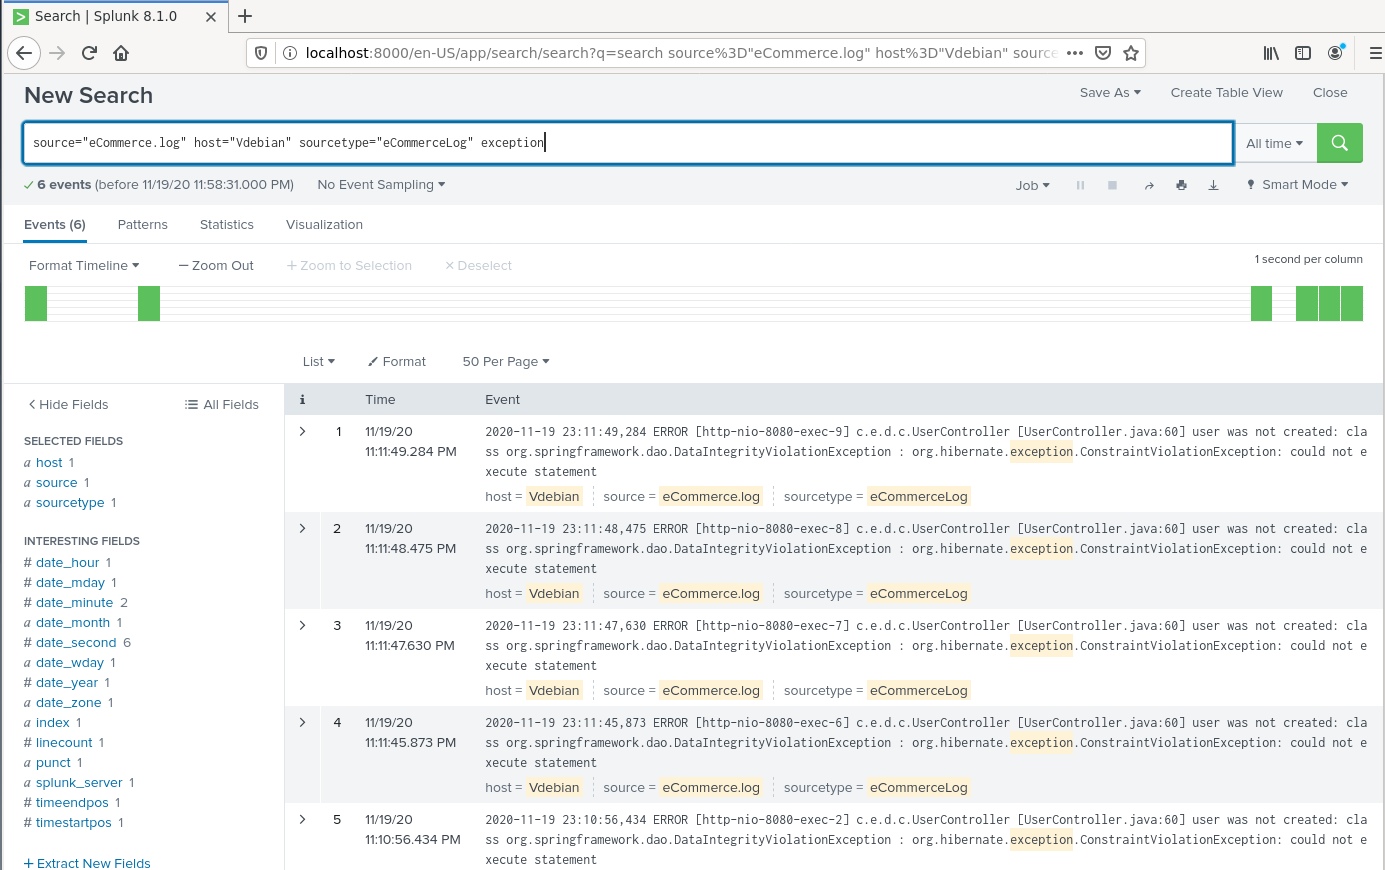 Search | Splunk 8.1.0
localhost:8000/en-US/app/search/search?q=search source%3D"eCommerce.log" host%3D"Vdebian" source
New Search
Save As
Create Table View
Close
source="eCommerce.log" host="Vdebian" sourcetype="eCommerceLog" exception
All time
6 events (before 11/19/20 11:58:31.000 PM)
No Event Sampling
Job
Smart Mode
Events (6)
Patterns
Statistics
Visualization
Format Timeline
— Zoom Out
+ Zoom to Selection
× Deselect
1 second per column
List
Format
50 Per Page
< Hide Fields
All Fields
SELECTED FIELDS
a host 1
a source 1
a sourcetype 1
INTERESTING FIELDS
# date_hour 1
# date_mday 1
# date_minute 2
a date_month 1
# date_second 6
a date_wday 1
# date_year 1
a date_zone 1
a index 1
# linecount 1
a punct 1
a splunk_server 1
# timeendpos 1
# timestartpos 1
+ Extract New Fields
i
Time
Event
1
11/19/20
11:11:49.284 PM
2020-11-19 23:11:49,284 ERROR [http-nio-8080-exec-9] c.e.d.c.UserController [UserController.java:60] user was not created: cla
ss org.springframework.dao.DataIntegrityViolationException : org.hibernate.exception.ConstraintViolationException: could not e
xecute statement
host = Vdebian source = eCommerce.log sourcetype = eCommerceLog
2
11/19/20
11:11:48.475 PM
2020-11-19 23:11:48,475 ERROR [http-nio-8080-exec-8] c.e.d.c.UserController [UserController.java:60] user was not created: cla
ss org.springframework.dao.DataIntegrityViolationException : org.hibernate.exception.ConstraintViolationException: could not e
xecute statement
host = Vdebian source = eCommerce.log sourcetype = eCommerceLog
3
11/19/20
11:11:47.630 PM
2020-11-19 23:11:47,630 ERROR [http-nio-8080-exec-7] c.e.d.c.UserController [UserController.java:60] user was not created: cla
ss org.springframework.dao.DataIntegrityViolationException : org.hibernate.exception.ConstraintViolationException: could not e
xecute statement
host = Vdebian source = eCommerce.log sourcetype = eCommerceLog
4
11/19/20
11:11:45.873 PM
2020-11-19 23:11:45,873 ERROR [http-nio-8080-exec-6] c.e.d.c.UserController [UserController.java:60] user was not created: cla
ss org.springframework.dao.DataIntegrityViolationException : org.hibernate.exception.ConstraintViolationException: could not e
xecute statement
host = Vdebian source = eCommerce.log sourcetype = eCommerceLog
5
11/19/20
11:10:56.434 PM
2020-11-19 23:10:56,434 ERROR [http-nio-8080-exec-2] c.e.d.c.UserController [UserController.java:60] user was not created: cla
ss org.springframework.dao.DataIntegrityViolationException : org.hibernate.exception.ConstraintViolationException: could not e
xecute statement